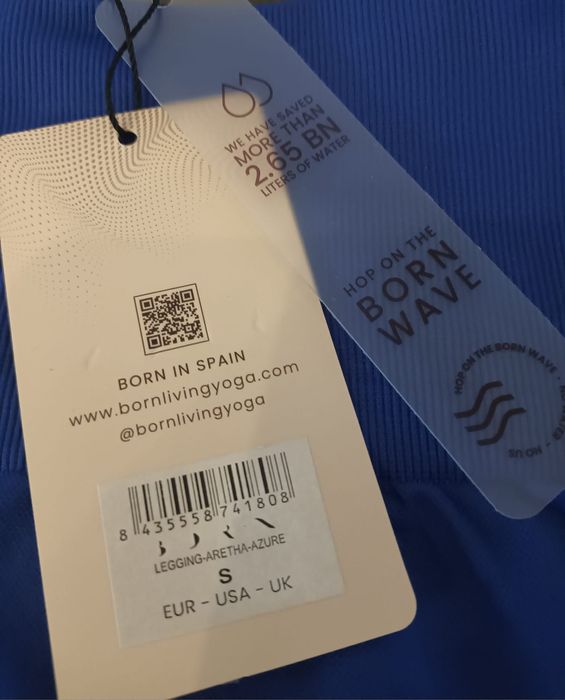 WE HAVE SAVED
MORE THAN
2.65 BN
LITERS OF WATER
HOP ON THE
BORN
WAVE
HOP ON THE BORN WAVE
BORN IN SPAIN
www.bornlivingyoga.com
@bornlivingyoga
8 435558 741808
BORN
LEGGING-ARETHA-AZURE
S
EUR - USA - UK